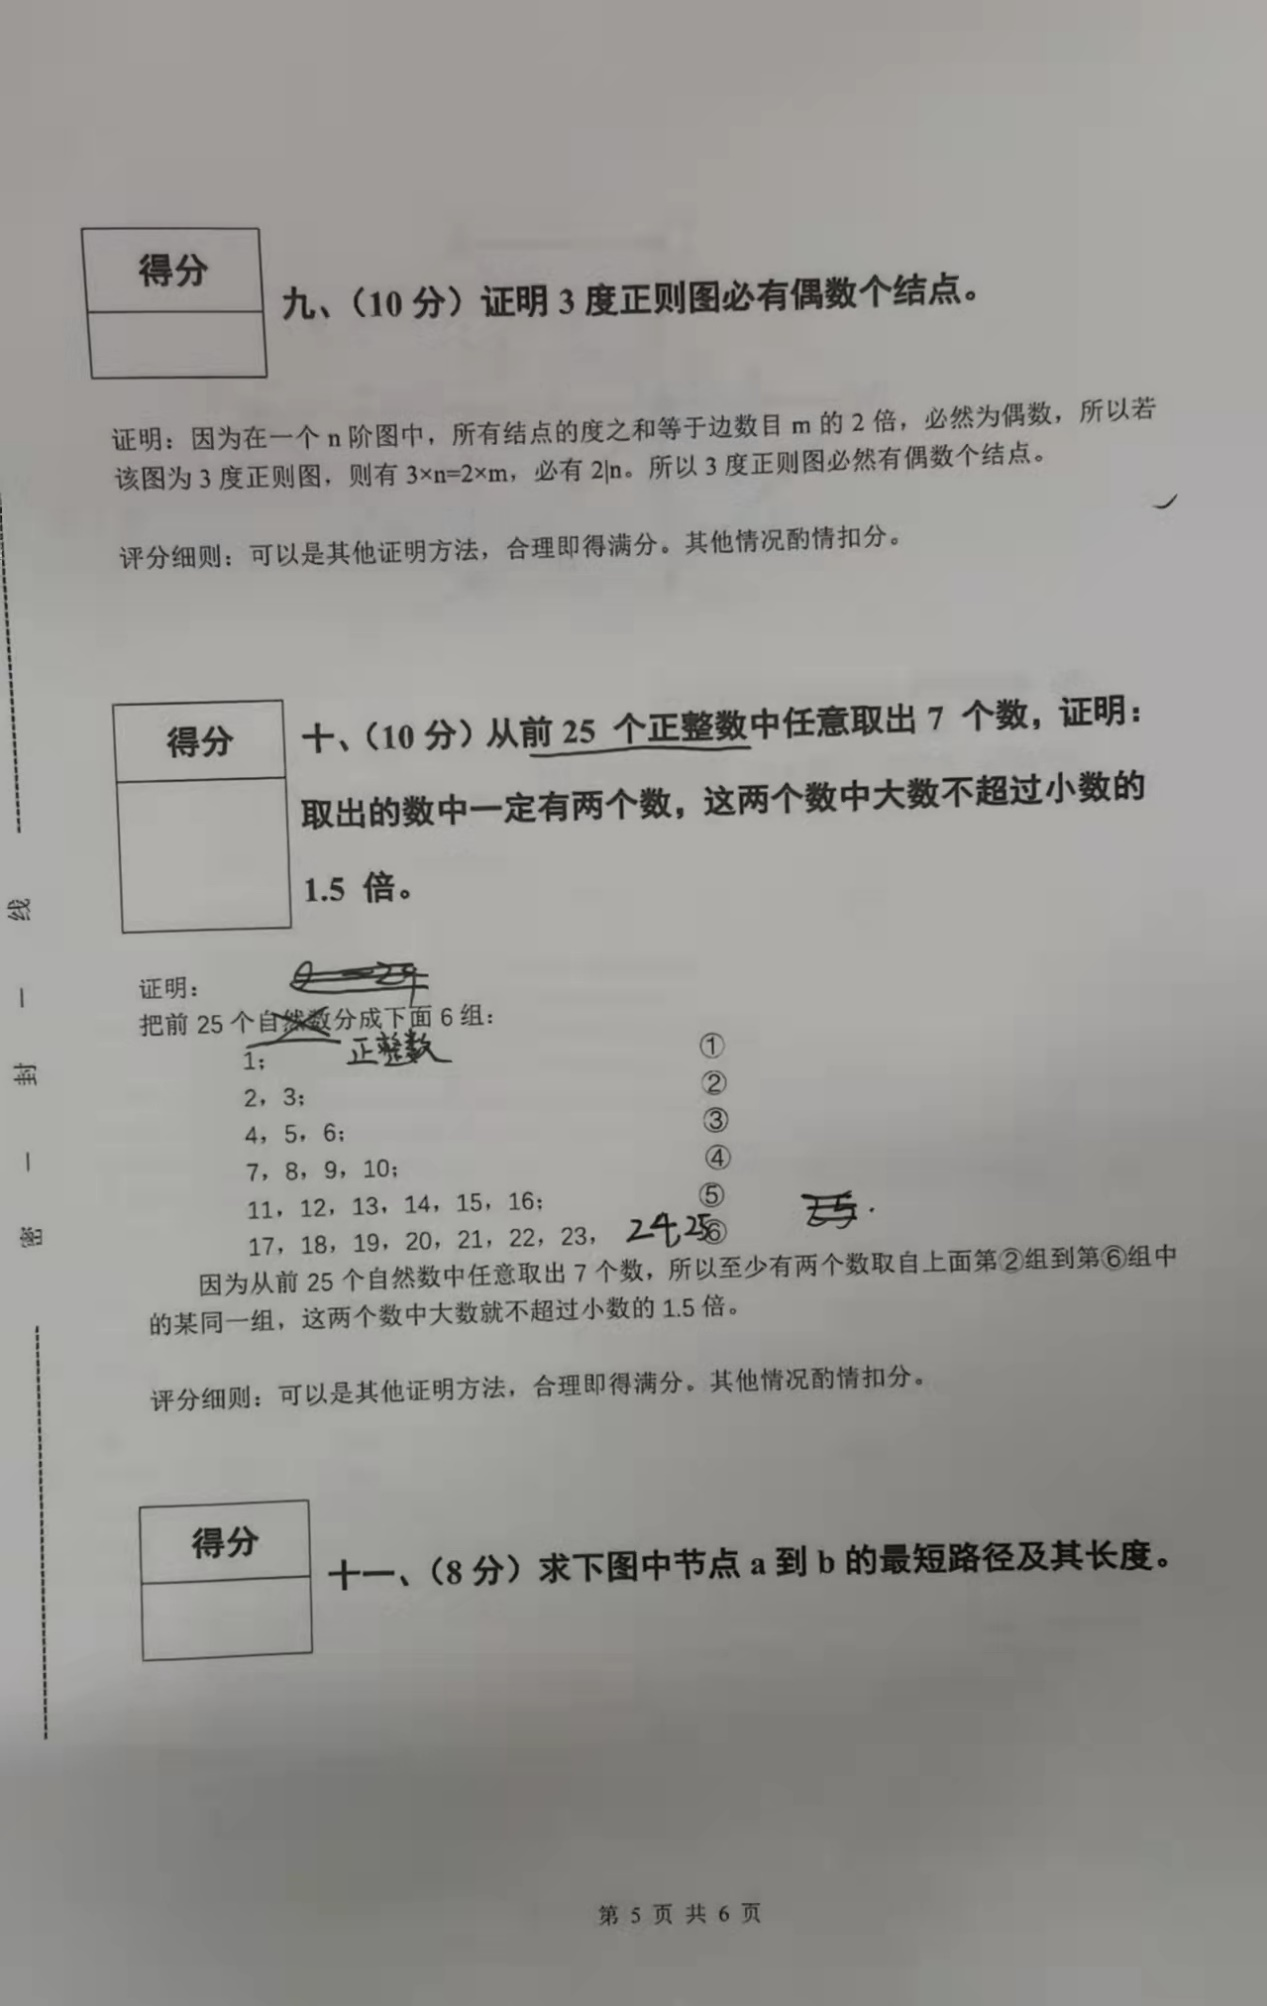 得分
九、（10 分）证明 3 度正则图必有偶数个结点。
证明：因为在一个 n 阶图中，所有结点的度之和等于边数目 m 的 2 倍，必然为偶数，所以若
该图为 3 度正则图，则有 3×n=2×m，必有 2|n。所以 3 度正则图必然有偶数个结点。
评分细则：可以是其他证明方法，合理即得满分。其他情况酌情扣分。
得分
十、（10 分）从前 25 个正整数中任意取出 7 个数，证明：
取出的数中一定有两个数，这两个数中大数不超过小数的
1.5 倍。
证明：
把前 25 个自然数分成下面 6 组：
正整数
1； ①
2，3； ②
4，5，6； ③
7，8，9，10； ④
11，12，13，14，15，16； ⑤
17，18，19，20，21，22，23， 24, 25 ⑥
因为从前 25 个自然数中任意取出 7 个数，所以至少有两个数取自上面第②组到第⑥组中
的某同一组，这两个数中大数就不超过小数的 1.5 倍。
评分细则：可以是其他证明方法，合理即得满分。其他情况酌情扣分。
得分
十一、（8 分）求下图中节点 a 到 b 的最短路径及其长度。
密 — 封 — 线
第 5 页 共 6 页